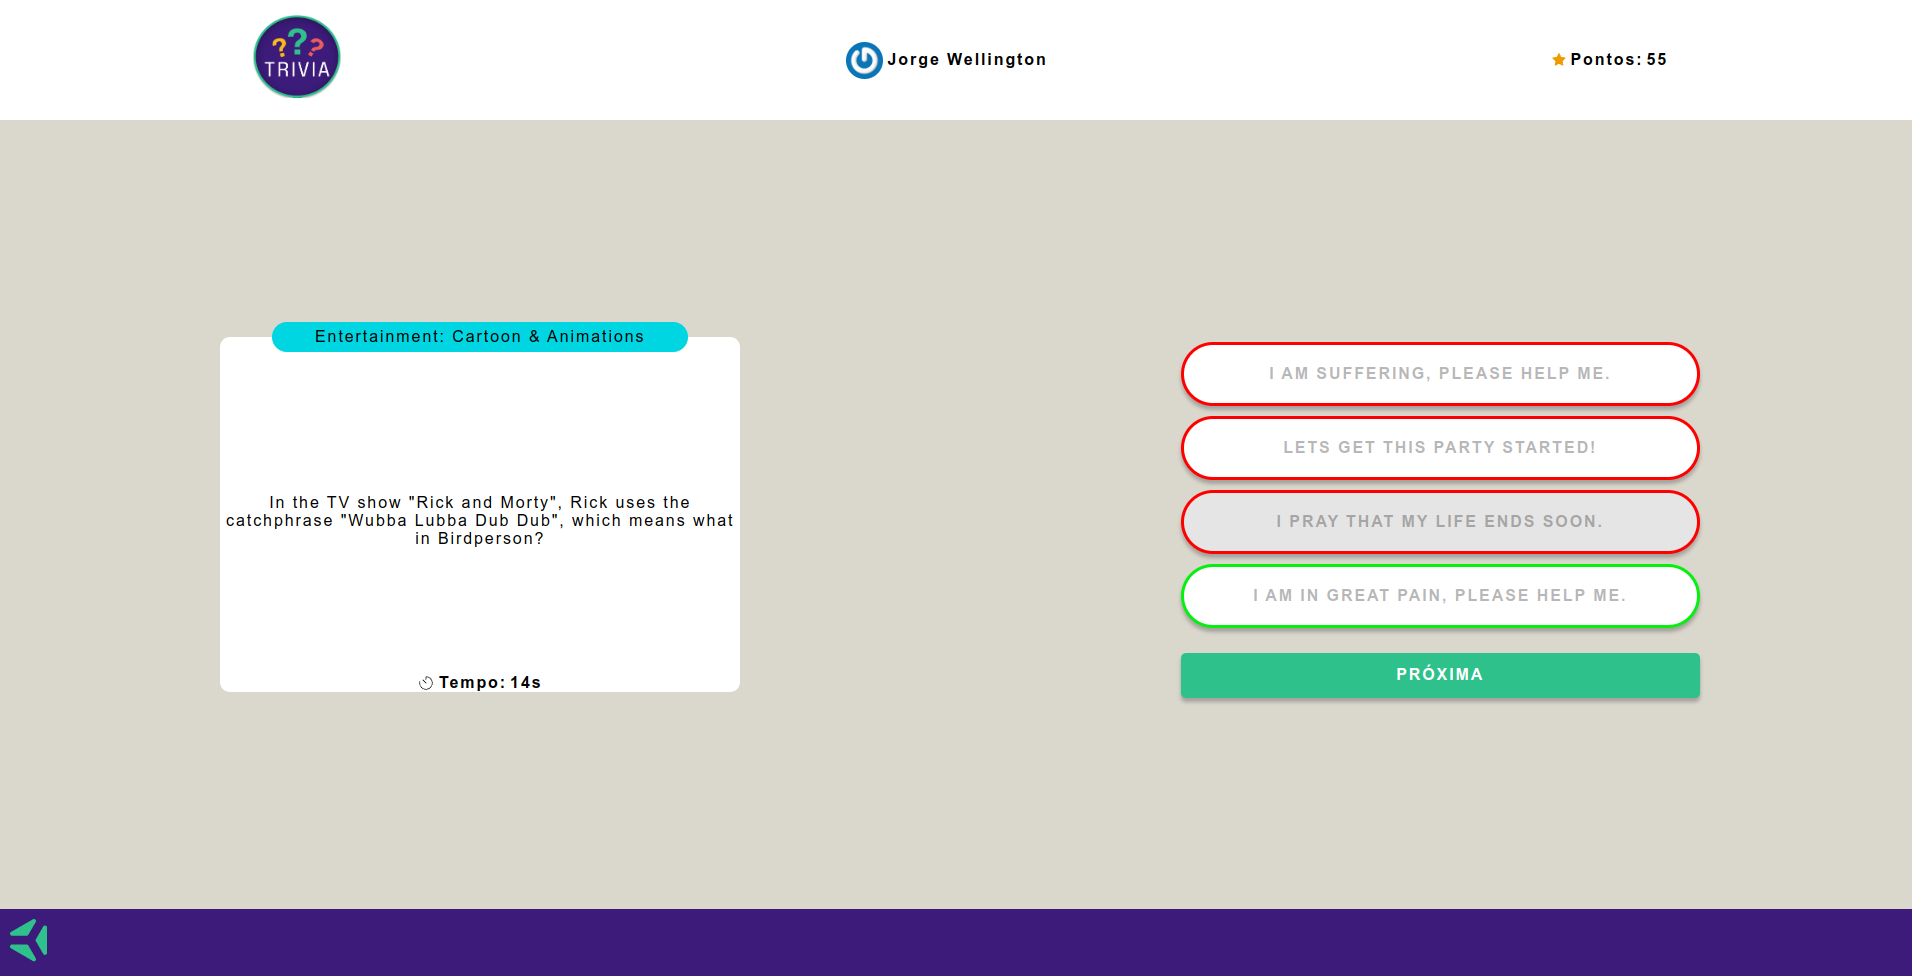 ???
TRIVIA
Jorge Wellington
Pontos: 55
Entertainment: Cartoon & Animations
In the TV show "Rick and Morty", Rick uses the
catchphrase "Wubba Lubba Dub Dub", which means what
in Birdperson?
Tempo: 14s
I AM SUFFERING, PLEASE HELP ME.
LETS GET THIS PARTY STARTED!
I PRAY THAT MY LIFE ENDS SOON.
I AM IN GREAT PAIN, PLEASE HELP ME.
PRÓXIMA